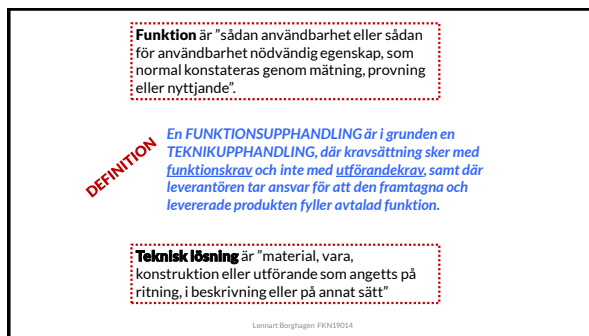 Funktion är ”sådan användbarhet eller sådan
för användbarhet nödvändig egenskap, som
normal konstateras genom mätning, provning
eller nyttjande”.
DEFINITION
En FUNKTIONSUPPHANDLING är i grunden en
TEKNIKUPPHANDLING, där kravsättning sker med
funktionskrav och inte med utförandekrav, samt där
leverantören tar ansvar för att den framtagna och
levererade produkten fyller avtalad funktion.
Teknisk lösning är ”material, vara,
konstruktion eller utförande som angetts på
ritning, i beskrivning eller på annat sätt”
Lennart Borghagen FKN19014